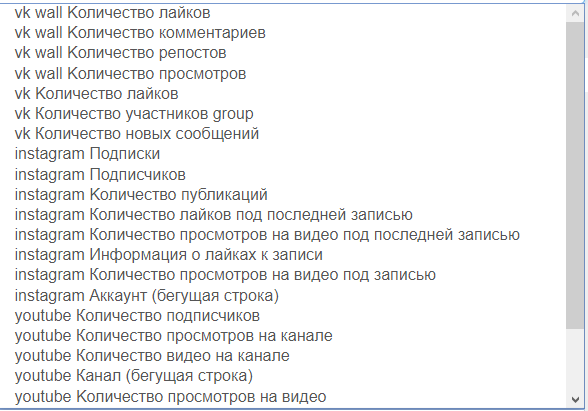 vk wall Количество лайков
vk wall Количество комментариев
vk wall Количество репостов
vk wall Количество просмотров
vk Количество лайков
vk Количество участников group
vk Количество новых сообщений
instagram Подписки
instagram Подписчиков
instagram Количество публикаций
instagram Количество лайков под последней записью
instagram Количество просмотров на видео под последней записью
instagram Информация о лайках к записи
instagram Количество просмотров на видео под записью
instagram Аккаунт (бегущая строка)
youtube Количество подписчиков
youtube Количество просмотров на канале
youtube Количество видео на канале
youtube Канал (бегущая строка)
youtube Количество просмотров на видео